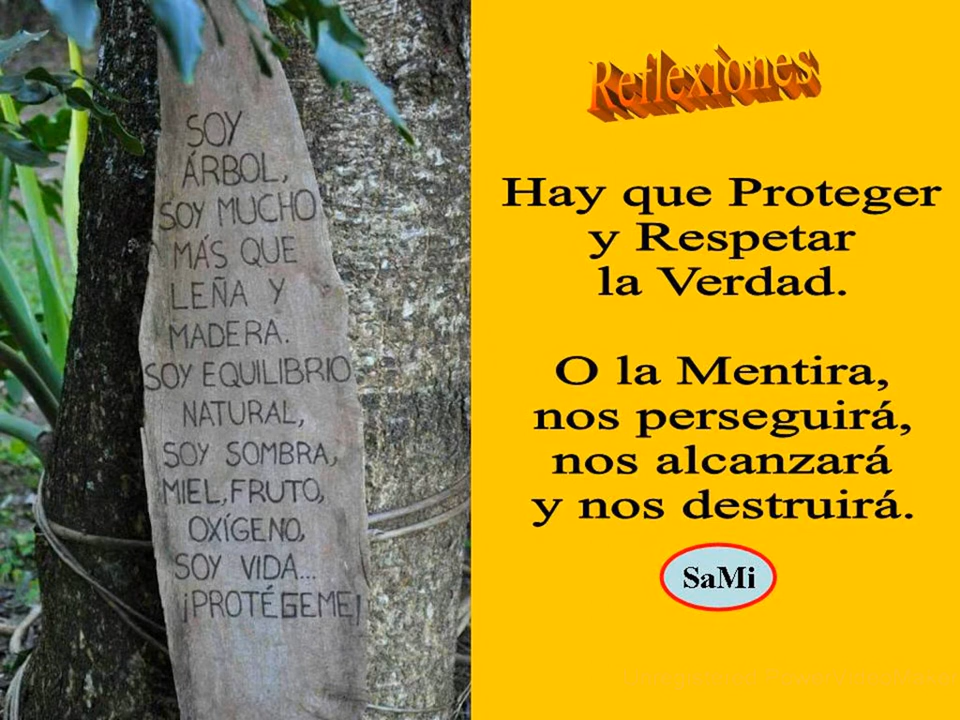 SOY
ÁRBOL,
SOY MUCHO
MÁS QUE
LEÑA Y
MADERA.
SOY EQUILIBRIO
NATURAL,
SOY SOMBRA,
MIEL, FRUTO,
OXÍGENO,
SOY VIDA...
¡PROTÉGEME!
Reflexiones
Hay que Proteger
y Respetar
la Verdad.
O la Mentira,
nos perseguirá,
nos alcanzará
y nos destruirá.
SaMi